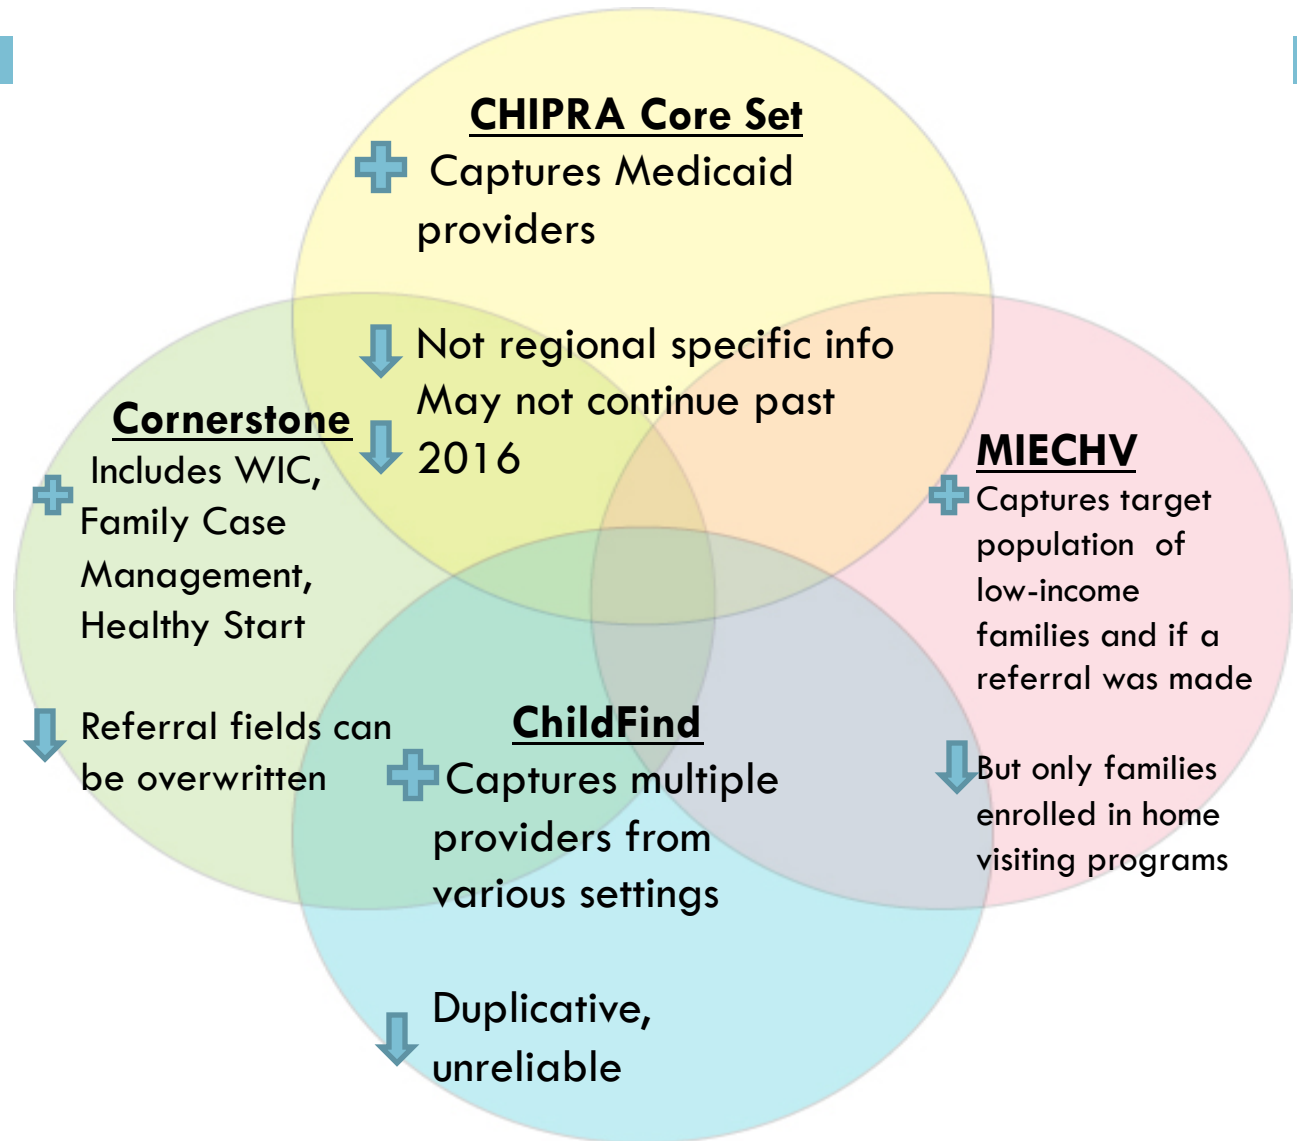 CHIPRA Core Set
Captures Medicaid
providers
Not regional specific info
May not continue past
2016
Cornerstone
Includes WIC,
Family Case
Management,
Healthy Start
Referral fields can
be overwritten
MIECHV
Captures target
population of
low-income
families and if a
referral was made
But only families
enrolled in home
visiting programs
ChildFind
Captures multiple
providers from
various settings
Duplicative,
unreliable